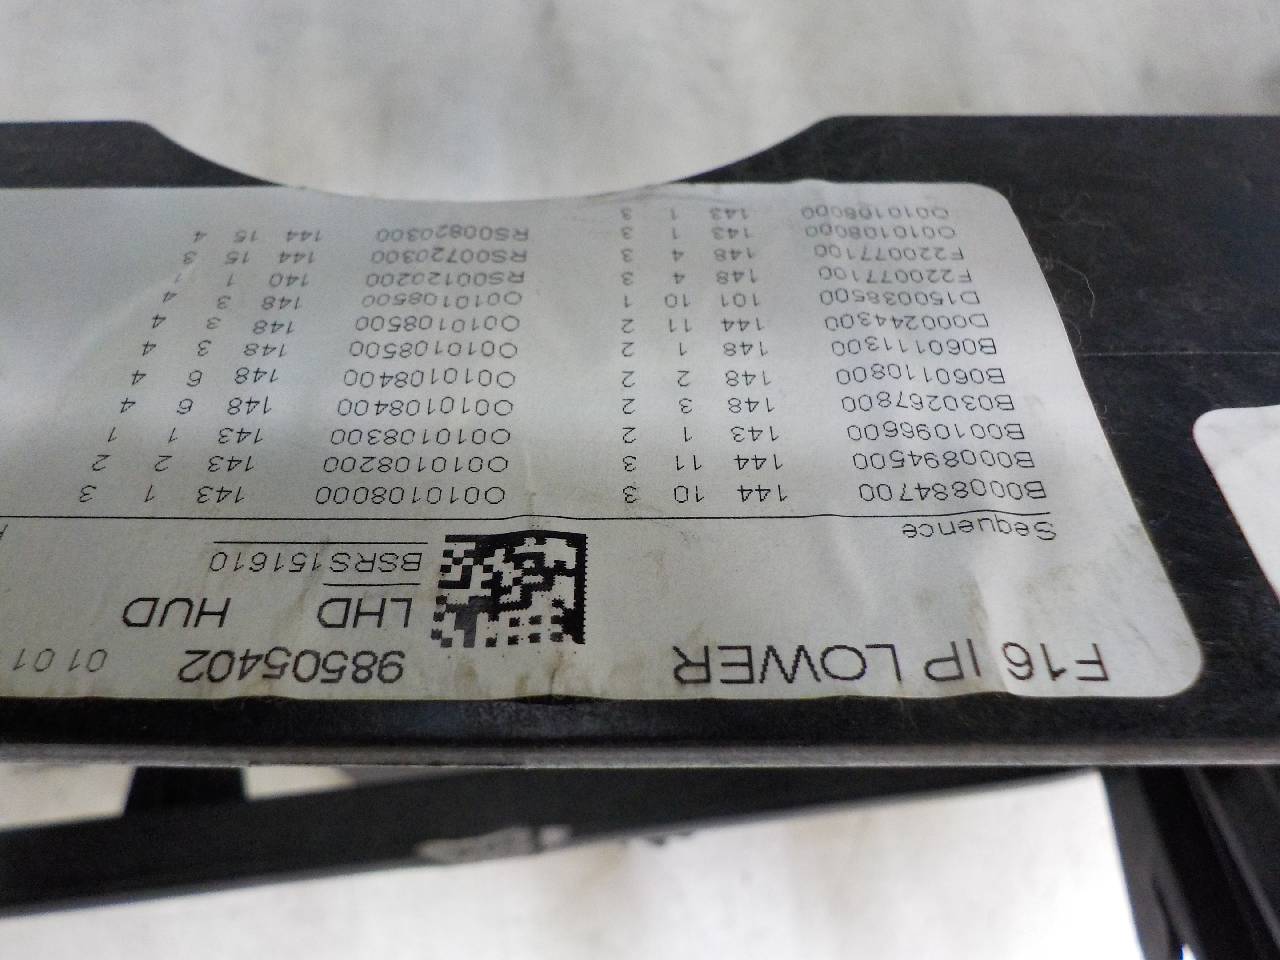 F16 IP LOWER 98505402 0101
LHD HUD
BSRS151610
Sequence
B000884700 144 10 3 O010108000 143 1 3
B000894500 144 11 3 O010108200 143 2 2
B001096600 143 1 2 O010108300 143 1 1
B030267800 148 3 2 O010108400 148 6 4
B060110800 148 2 2 O010108400 148 6 4
B060111300 148 1 2 O010108500 148 3 4
D000244300 144 11 2 O010108500 148 3 4
D150038500 101 10 1 O010108500 148 3 4
F220077100 148 4 3 RS00120200 140 1 1
F220077100 148 4 3 RS00720300 144 15 3
O010108000 143 1 3 RS00820300 144 15 4
O010108000 143 1 3